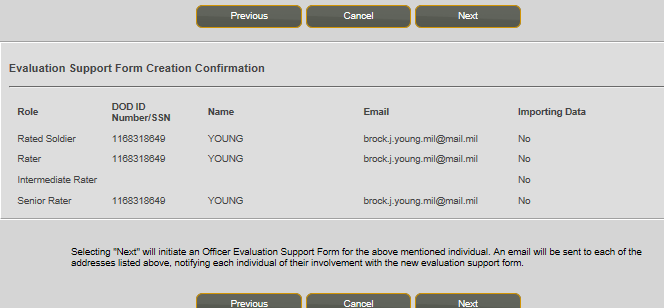 Previous Cancel Next
Evaluation Support Form Creation Confirmation
Role DOD ID Number/SSN Name Email Importing Data
Rated Soldier 1168318649 YOUNG brock.j.young.mil@mail.mil No
Rater 1168318649 YOUNG brock.j.young.mil@mail.mil No
Intermediate Rater No
Senior Rater 1168318649 YOUNG brock.j.young.mil@mail.mil No
Selecting "Next" will initiate an Officer Evaluation Support Form for the above mentioned individual. An email will be sent to each of the
addresses listed above, notifying each individual of their involvement with the new evaluation support form.
Previous Cancel Next